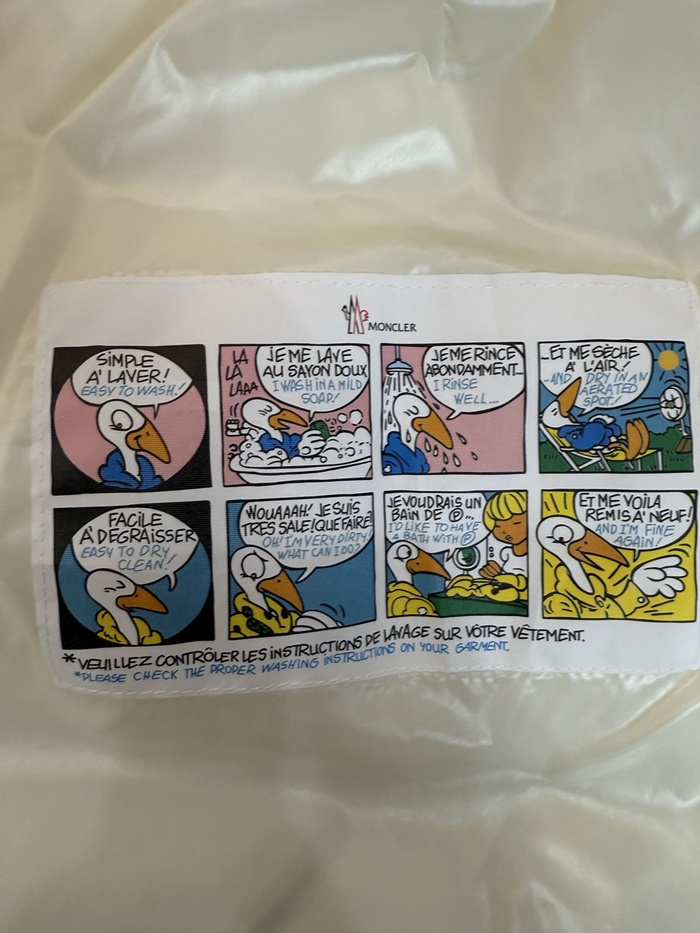 MONCLER
SIMPLE
A' LAVER!
EASY TO WASH!
LA
LA
LAAA
JE ME LAVE
AU SAYON DOUX
I WASH IN A MILD
SOAP!
JE ME RINCE
ABONDAMMENT...
I RINSE
WELL...
...ET ME SÈCHE
A' L'AIR!
...AND DRY IN AN
AERATED
SPOT!
FACILE
A' DÉGRAISSER
EASY TO DRY
CLEAN!
WOUAAAH! JE SUIS
TRES SALE! QUE FAIRE?
OH! I'M VERY DIRTY!
WHAT CAN I DO?
JE VOUDRAIS UN
BAIN DE Ⓟ...
I'D LIKE TO HAVE
A BATH WITH Ⓟ
ET ME VOILA
REMIS A' NEUF!
AND I'M FINE
AGAIN!
*VEUILLEZ CONTRÔLER LES INSTRUCTIONS DE LAVAGE SUR VÔTRE VÊTEMENT.
*PLEASE CHECK THE PROPER WASHING INSTRUCTIONS ON YOUR GARMENT.